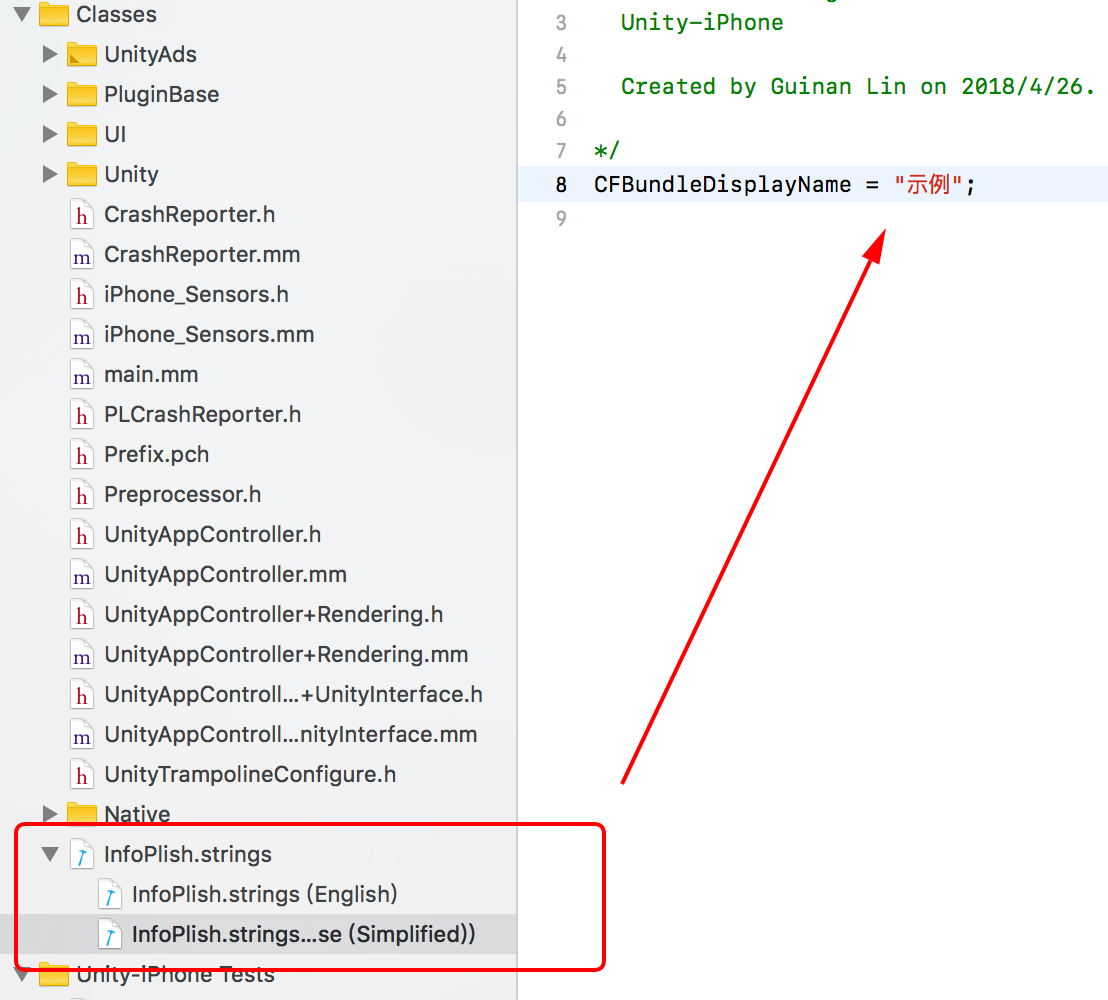 Classes
UnityAds
PluginBase
UI
Unity
h CrashReporter.h
m CrashReporter.mm
h iPhone_Sensors.h
m iPhone_Sensors.mm
m main.mm
h PLCrashReporter.h
h Prefix.pch
h Preprocessor.h
h UnityAppController.h
m UnityAppController.mm
h UnityAppController+Rendering.h
m UnityAppController+Rendering.mm
h UnityAppControll...+UnityInterface.h
m UnityAppControll...nityInterface.mm
h UnityTrampolineConfigure.h
Native
InfoPlish.strings
InfoPlish.strings (English)
InfoPlish.strings...se (Simplified))
Unity-iPhone Tests
3 Unity-iPhone
4
5 Created by Guinan Lin on 2018/4/26.
6
7 */
8 CFBundleDisplayName = "示例";
9